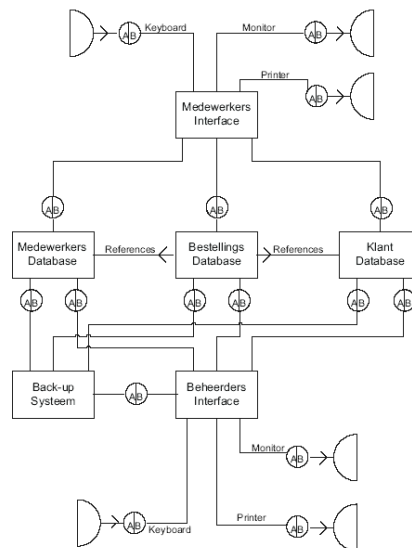 AB
Keyboard
Monitor
AB
Printer
AB
Medewerkers
Interface
AB
AB
AB
Medewerkers
Database
References
Bestellings
Database
References
Klant
Database
AB
AB
AB
AB
AB
AB
Back-up
Systeem
AB
Beheerders
Interface
Monitor
AB
AB
Keyboard
Printer
AB